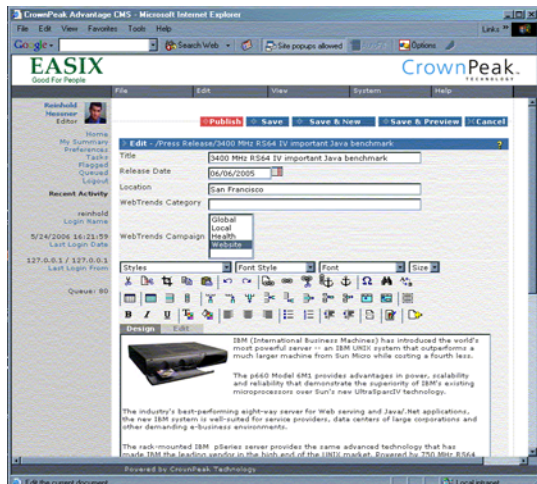 CrownPeak Advantage CMS - Microsoft Internet Explorer
File Edit View Favorites Tools Help Links »
Google - Search Web Site popups allowed Options
EASIX
Good For People
CrownPeak
TECHNOLOGY
File Edit View System Help
Reinhold
Messner
Editor
Publish Save Save & New Save & Preview Cancel
Home
My Summary
Preferences
Tasks
Flagged
Queued
Logout
Recent Activity
reinhold
Login Name
5/24/2006 16:21:59
Last Login Date
127.0.0.1 / 127.0.0.1
Last Login From
Queue: 80
> Edit - /Press Release/3400 MHz RS64 IV important Java benchmark ?
Title 3400 MHz RS64 IV important Java benchmark
Release Date 06/06/2005
Location San Francisco
WebTrends Category
WebTrends Campaign
Global
Local
Health
Website
Styles Font Style Font Size
B I U
Design Edit
IBM (International Business Machines) has introduced the world's
most powerful server -- an IBM UNIX system that outperforms a
much larger machine from Sun Micro while costing a fourth less.
The p660 Model 6M1 provides advantages in power, scalability
and reliability that demonstrate the superiority of IBM's existing
microprocessors over Sun's new UltraSparcIV technology.
The industry's best-performing eight-way server for Web serving and Java/.Net applications,
the new IBM system is well-suited for service providers, data centers of large corporations and
other demanding e-business environments.
The rack-mounted IBM pSeries server provides the same advanced technology that has
made IBM the leading vendor in the high end of the UNIX market. Powered by 750 MHz RS64
Powered by CrownPeak Technology
Edit the current document Local intranet